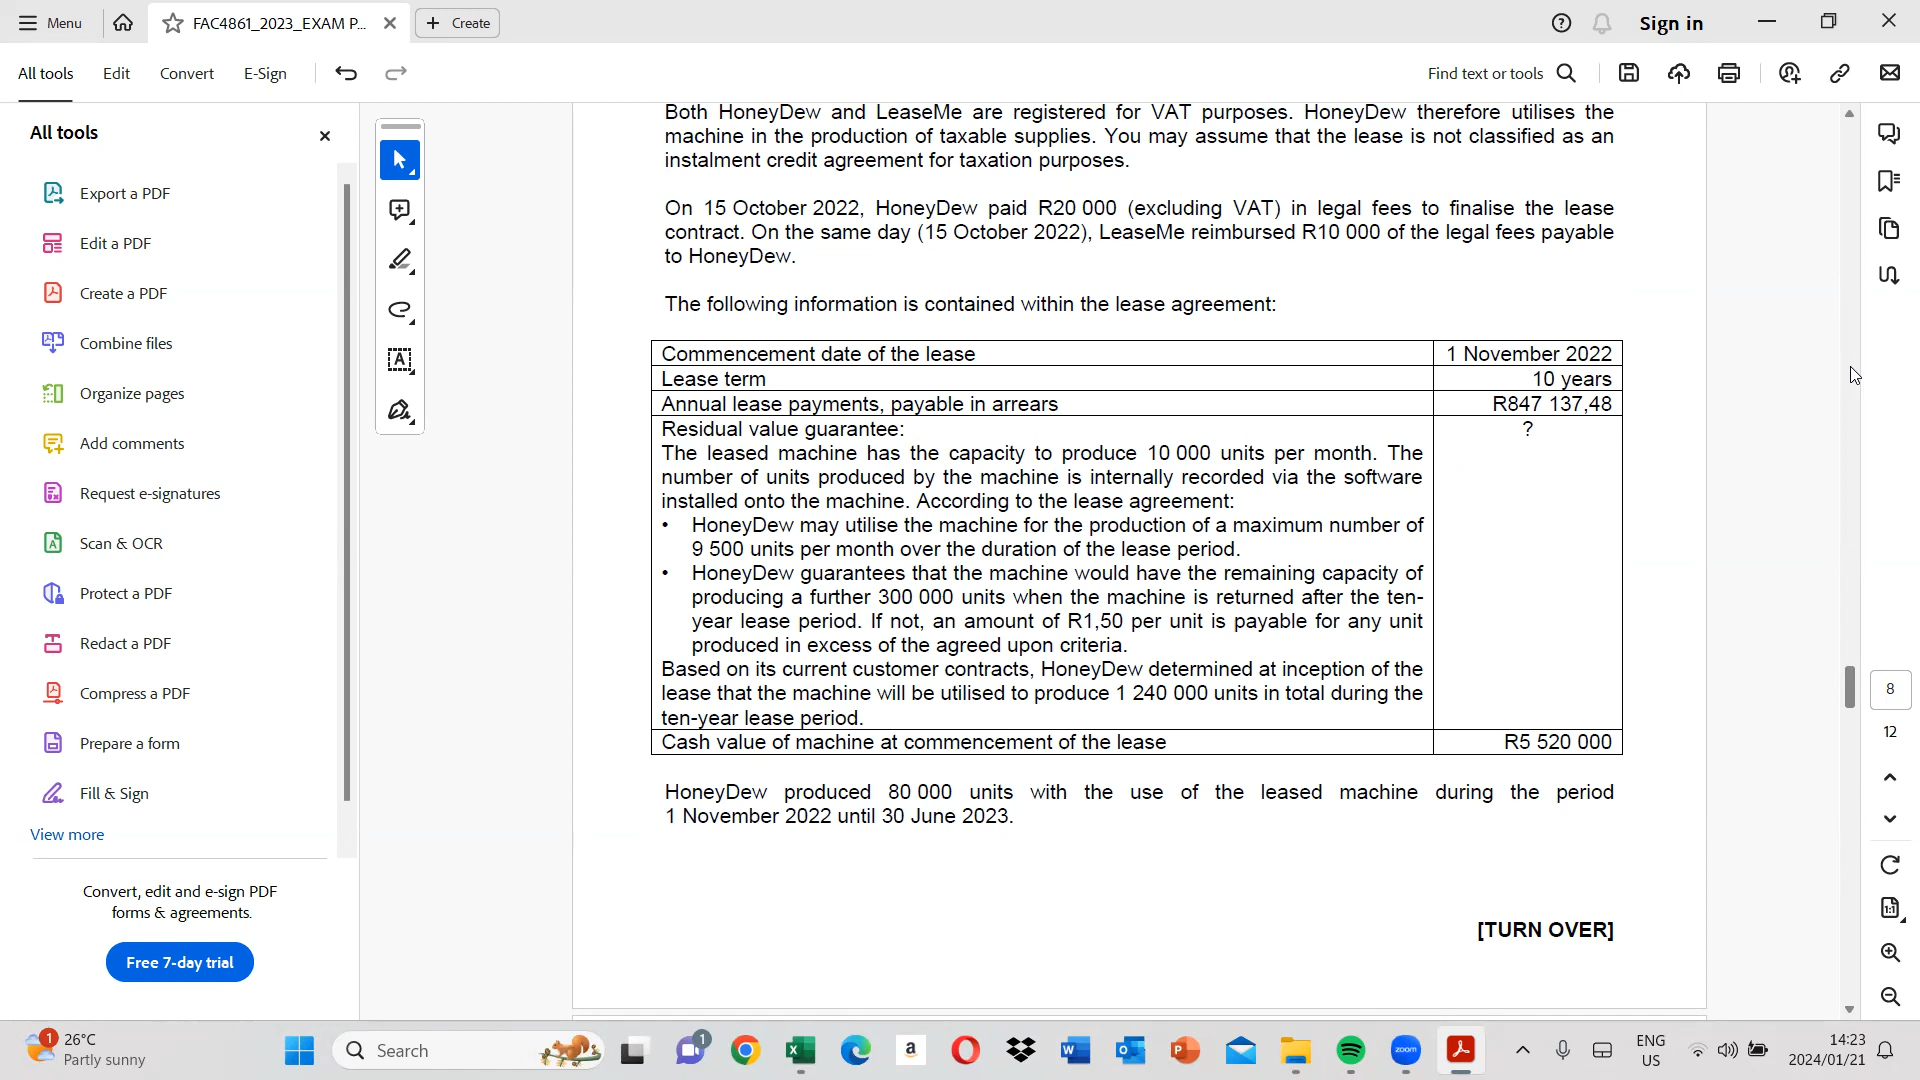 Menu
FAC4861_2023_EXAM P...
Create
Sign in
All tools
Edit
Convert
E-Sign
Find text or tools
All tools
Export a PDF
Edit a PDF
Create a PDF
Combine files
Organize pages
Add comments
Request e-signatures
Scan & OCR
Protect a PDF
Redact a PDF
Compress a PDF
Prepare a form
Fill & Sign
View more
Convert, edit and e-sign PDF
forms & agreements.
Free 7-day trial
Both HoneyDew and LeaseMe are registered for VAT purposes. HoneyDew therefore utilises the
machine in the production of taxable supplies. You may assume that the lease is not classified as an
instalment credit agreement for taxation purposes.
On 15 October 2022, HoneyDew paid R20 000 (excluding VAT) in legal fees to finalise the lease
contract. On the same day (15 October 2022), LeaseMe reimbursed R10 000 of the legal fees payable
to HoneyDew.
The following information is contained within the lease agreement:
Commencement date of the lease 1 November 2022
Lease term 10 years
Annual lease payments, payable in arrears R847 137,48
Residual value guarantee: ?
The leased machine has the capacity to produce 10 000 units per month. The
number of units produced by the machine is internally recorded via the software
installed onto the machine. According to the lease agreement:
• HoneyDew may utilise the machine for the production of a maximum number of
9 500 units per month over the duration of the lease period.
• HoneyDew guarantees that the machine would have the remaining capacity of
producing a further 300 000 units when the machine is returned after the ten-
year lease period. If not, an amount of R1,50 per unit is payable for any unit
produced in excess of the agreed upon criteria.
Based on its current customer contracts, HoneyDew determined at inception of the
lease that the machine will be utilised to produce 1 240 000 units in total during the
ten-year lease period.
Cash value of machine at commencement of the lease R5 520 000
HoneyDew produced 80 000 units with the use of the leased machine during the period
1 November 2022 until 30 June 2023.
[TURN OVER]
8
12
1
26°C
Partly sunny
Search
1
zoom
ENG
US
14:23
2024/01/21